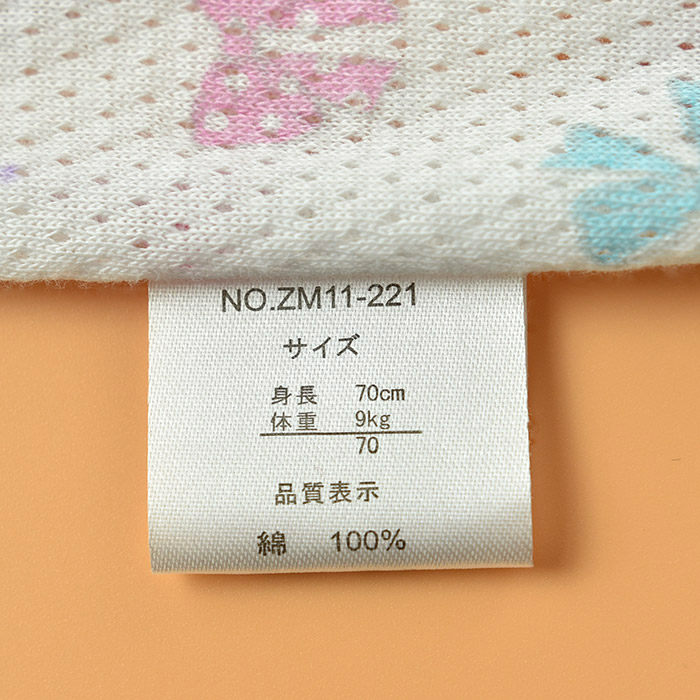 NO.ZM11-221
サイズ
身長 70cm
体重 9kg
70
品質表示
綿 100%